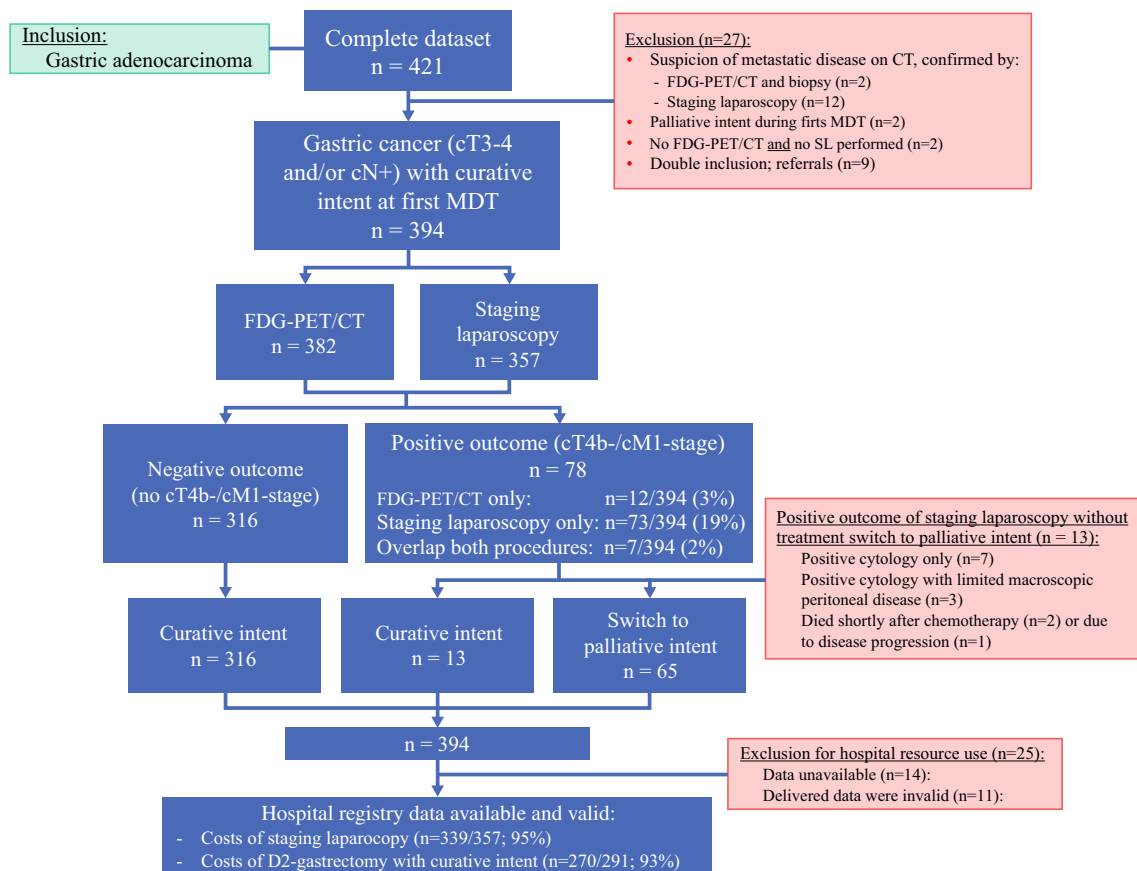 Inclusion:
Gastric adenocarcinoma
Complete dataset
n = 421
Exclusion (n=27):
• Suspicion of metastatic disease on CT, confirmed by:
- FDG-PET/CT and biopsy (n=2)
- Staging laparoscopy (n=12)
• Palliative intent during firts MDT (n=2)
• No FDG-PET/CT and no SL performed (n=2)
• Double inclusion; referrals (n=9)
Gastric cancer (cT3-4
and/or cN+) with curative
intent at first MDT
n = 394
FDG-PET/CT
n = 382
Staging
laparoscopy
n = 357
Negative outcome
(no cT4b-/cM1-stage)
n = 316
Positive outcome (cT4b-/cM1-stage)
n = 78
FDG-PET/CT only: n=12/394 (3%)
Staging laparoscopy only: n=73/394 (19%)
Overlap both procedures: n=7/394 (2%)
Positive outcome of staging laparoscopy without
treatment switch to palliative intent (n = 13):
Positive cytology only (n=7)
Positive cytology with limited macroscopic
peritoneal disease (n=3)
Died shortly after chemotherapy (n=2) or due
to disease progression (n=1)
Curative intent
n = 316
Curative intent
n = 13
Switch to
palliative intent
n = 65
n = 394
Exclusion for hospital resource use (n=25):
Data unavailable (n=14):
Delivered data were invalid (n=11):
Hospital registry data available and valid:
- Costs of staging laparocopy (n=339/357; 95%)
- Costs of D2-gastrectomy with curative intent (n=270/291; 93%)